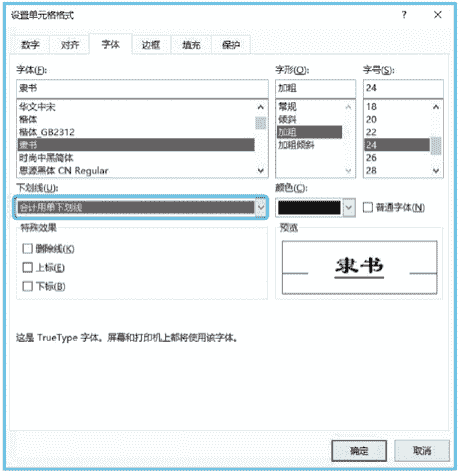 设置单元格格式 ? ×
数字 对齐 字体 边框 填充 保护
字体(F): 字形(O): 字号(S):
隶书 加粗 24
华文中宋 常规 18
楷体 倾斜 20
楷体_GB2312 加粗 22
隶书 加粗倾斜 24
时尚中黑简体 26
思源黑体 CN Regular 28
下划线(U): 颜色(C):
会计用单下划线 普通字体(N)
特殊效果 预览
删除线(K)
上标(E) 隶书
下标(B)
这是 TrueType 字体。屏幕和打印机上都将使用该字体。
确定 取消